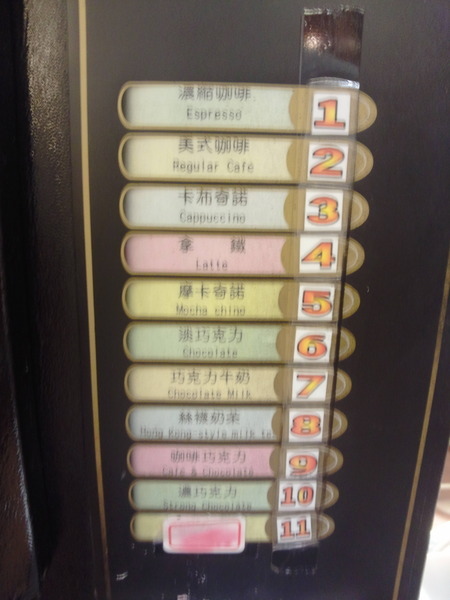 濃縮咖啡
Espresso
1
美式咖啡
Regular Cafe
2
卡布奇諾
Cappuccino
3
拿 鐵
Latte
4
摩卡奇諾
Mocha chino
5
淡巧克力
Chocolate
6
巧克力牛奶
Chocolate Milk
7
絲襪奶茶
Hong Kong-style milk te
8
咖啡巧克力
Cafe & Chocolate
9
濃巧克力
Strong Chocolate
10
11